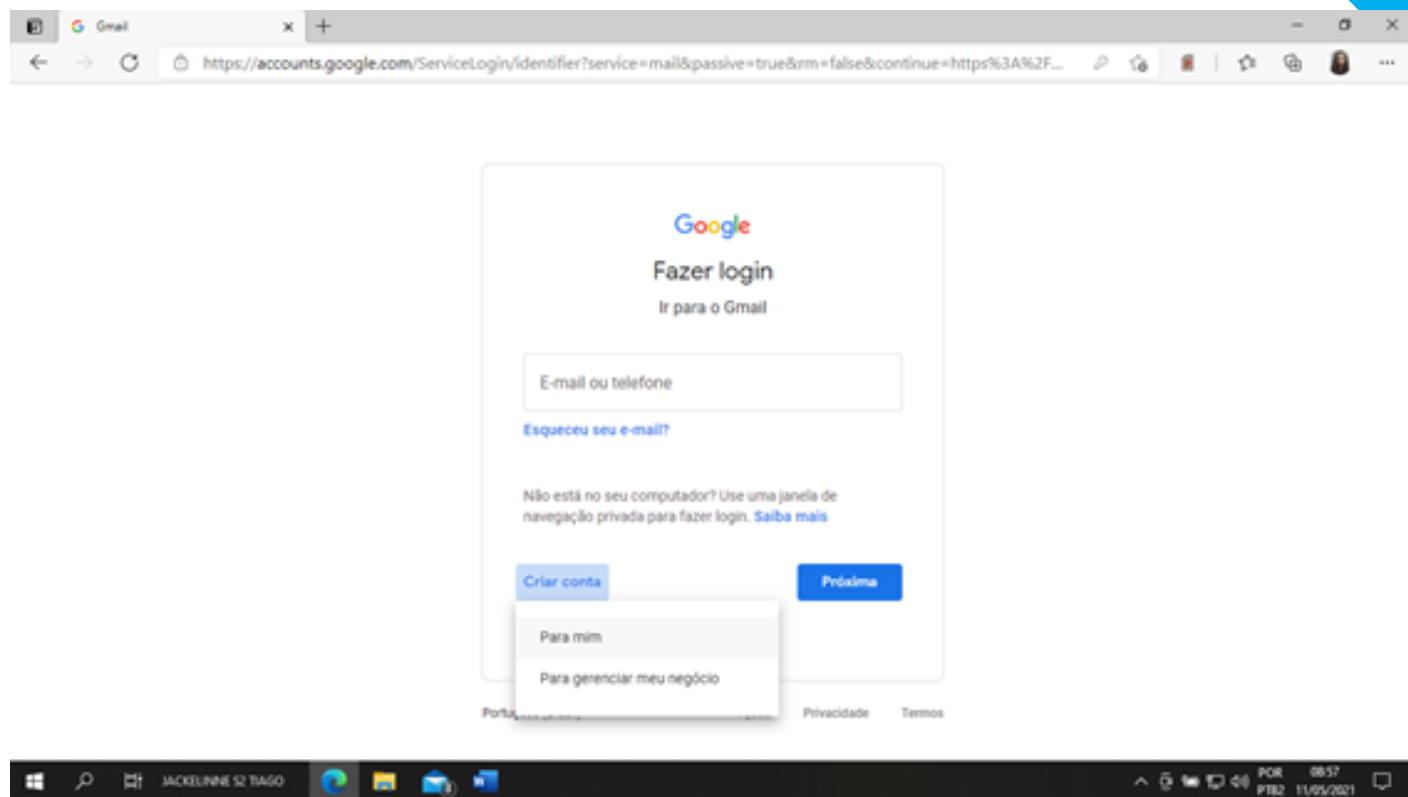 Gmail
https://accounts.google.com/ServiceLogin/identifier?service=mail&passive=true&rm=false&continue=https%3A%2F...
Google
Fazer login
Ir para o Gmail
E-mail ou telefone
Esqueceu seu e-mail?
Não está no seu computador? Use uma janela de
navegação privada para fazer login. Saiba mais
Criar conta
Próxima
Para mim
Para gerenciar meu negócio
Privacidade Termos
JACKELINNE S2 TIAGO
POR 08:57
PTB2 11/05/2021